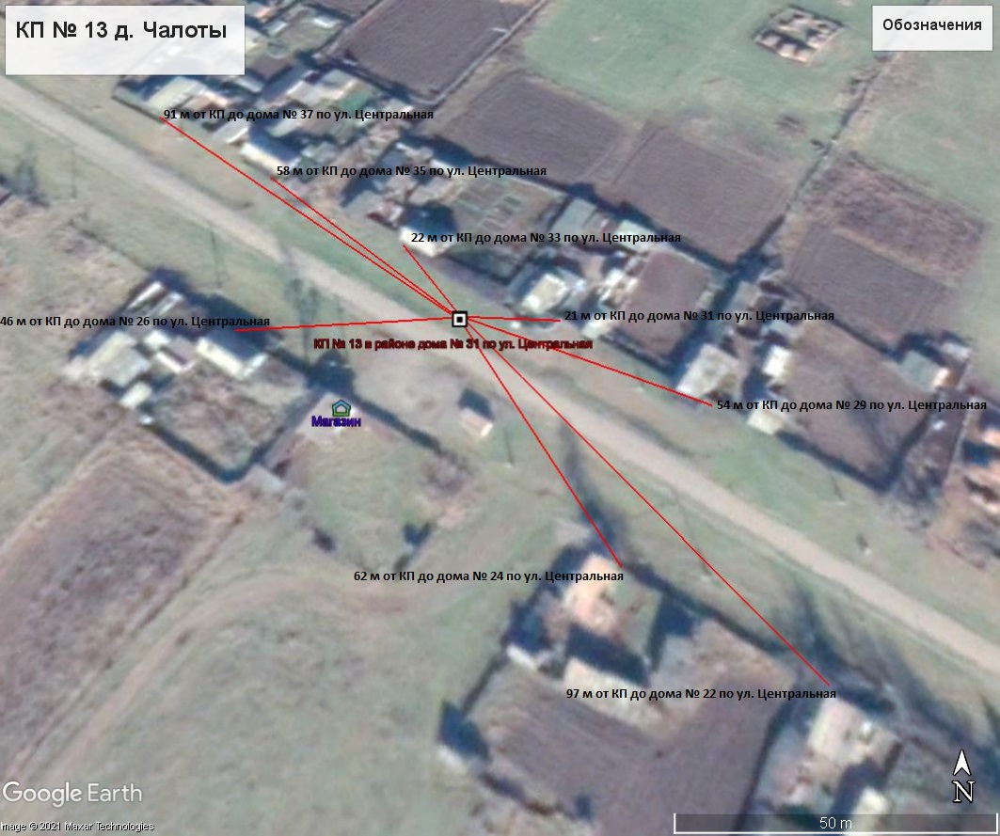 КП № 13 д. Чалоты
Обозначения
91 м от КП до дома № 37 по ул. Центральная
58 м от КП до дома № 35 по ул. Центральная
22 м от КП до дома № 33 по ул. Центральная
46 м от КП до дома № 26 по ул. Центральная
21 м от КП до дома № 31 по ул. Центральная
КП № 13 в районе дома № 31 по ул. Центральная
54 м от КП до дома № 29 по ул. Центральная
Магазин
62 м от КП до дома № 24 по ул. Центральная
97 м от КП до дома № 22 по ул. Центральная
N
Google Earth
50 m
mage © 2021 Maxar Technologies